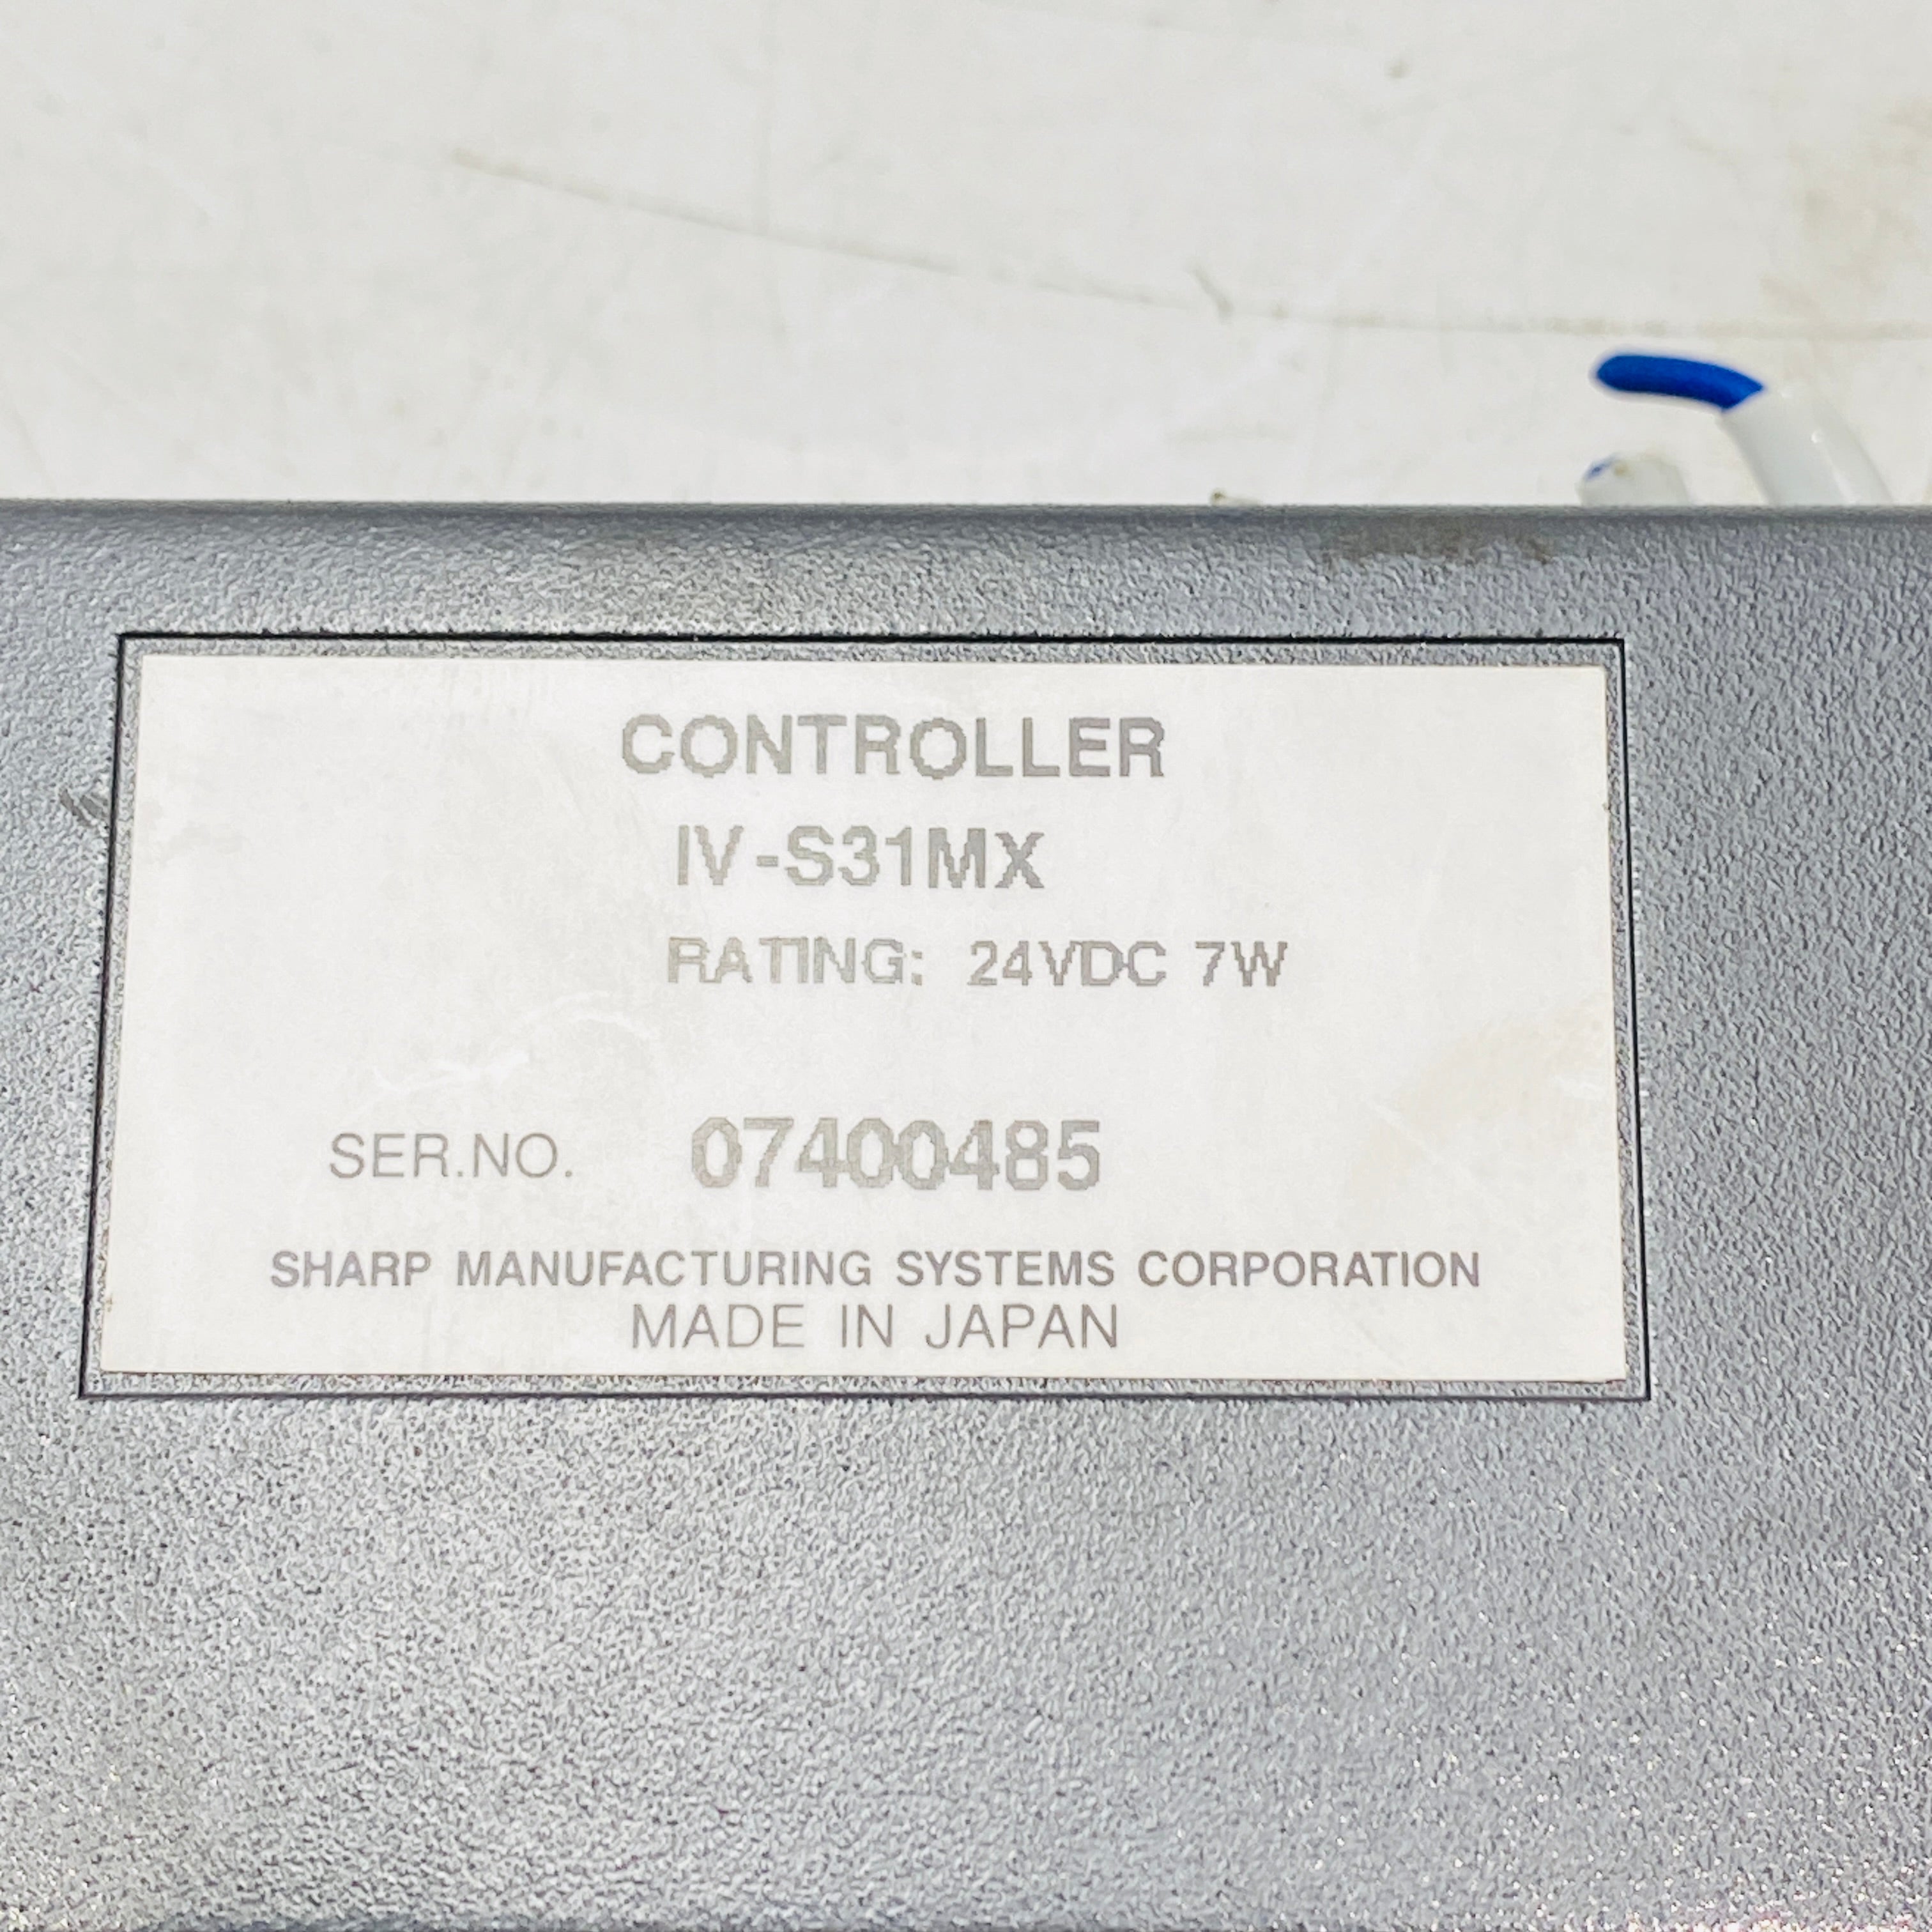 CONTROLLER
IV-S31MX
RATING: 24VDC 7W
SER.NO. 07400485
SHARP MANUFACTURING SYSTEMS CORPORATION
MADE IN JAPAN